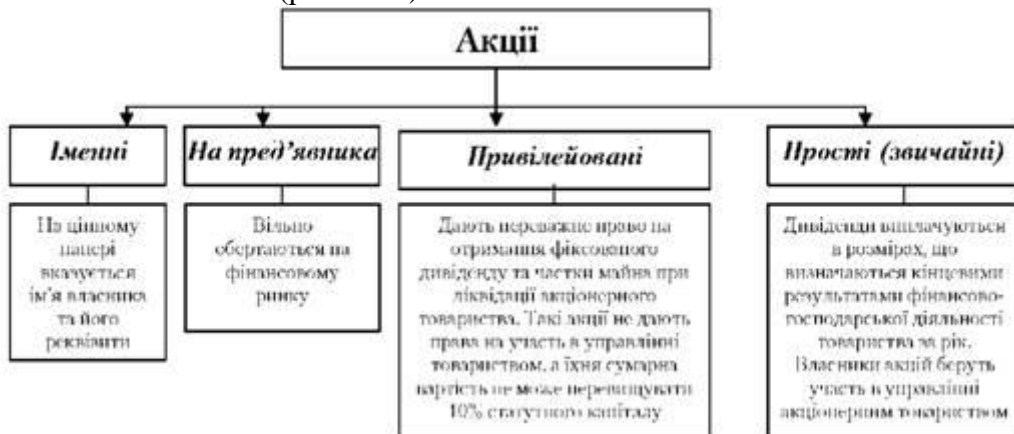 Акції
Іменні
На цінному
папері
вказується
ім'я власника
та його
реквізити
На пред'явника
Вільно
обертаються на
фінансовому
ринку
Привілейовані
Дають переважне право на
отримання фіксованого
дивіденду та частки майна при
ліквідації акціонерного
товариства. Такі акції не дають
права на участь в управлінні
товариством, а їхня сумарна
вартість не може перевищувати
10% статутного капіталу
Прості (звичайні)
Дивіденди виплачуються
в розмірах, що
визначаються кінцевими
результатами фінансово-
господарської діяльності
товариства за рік.
Власники акцій беруть
участь в управлінні
акціонерним товариством